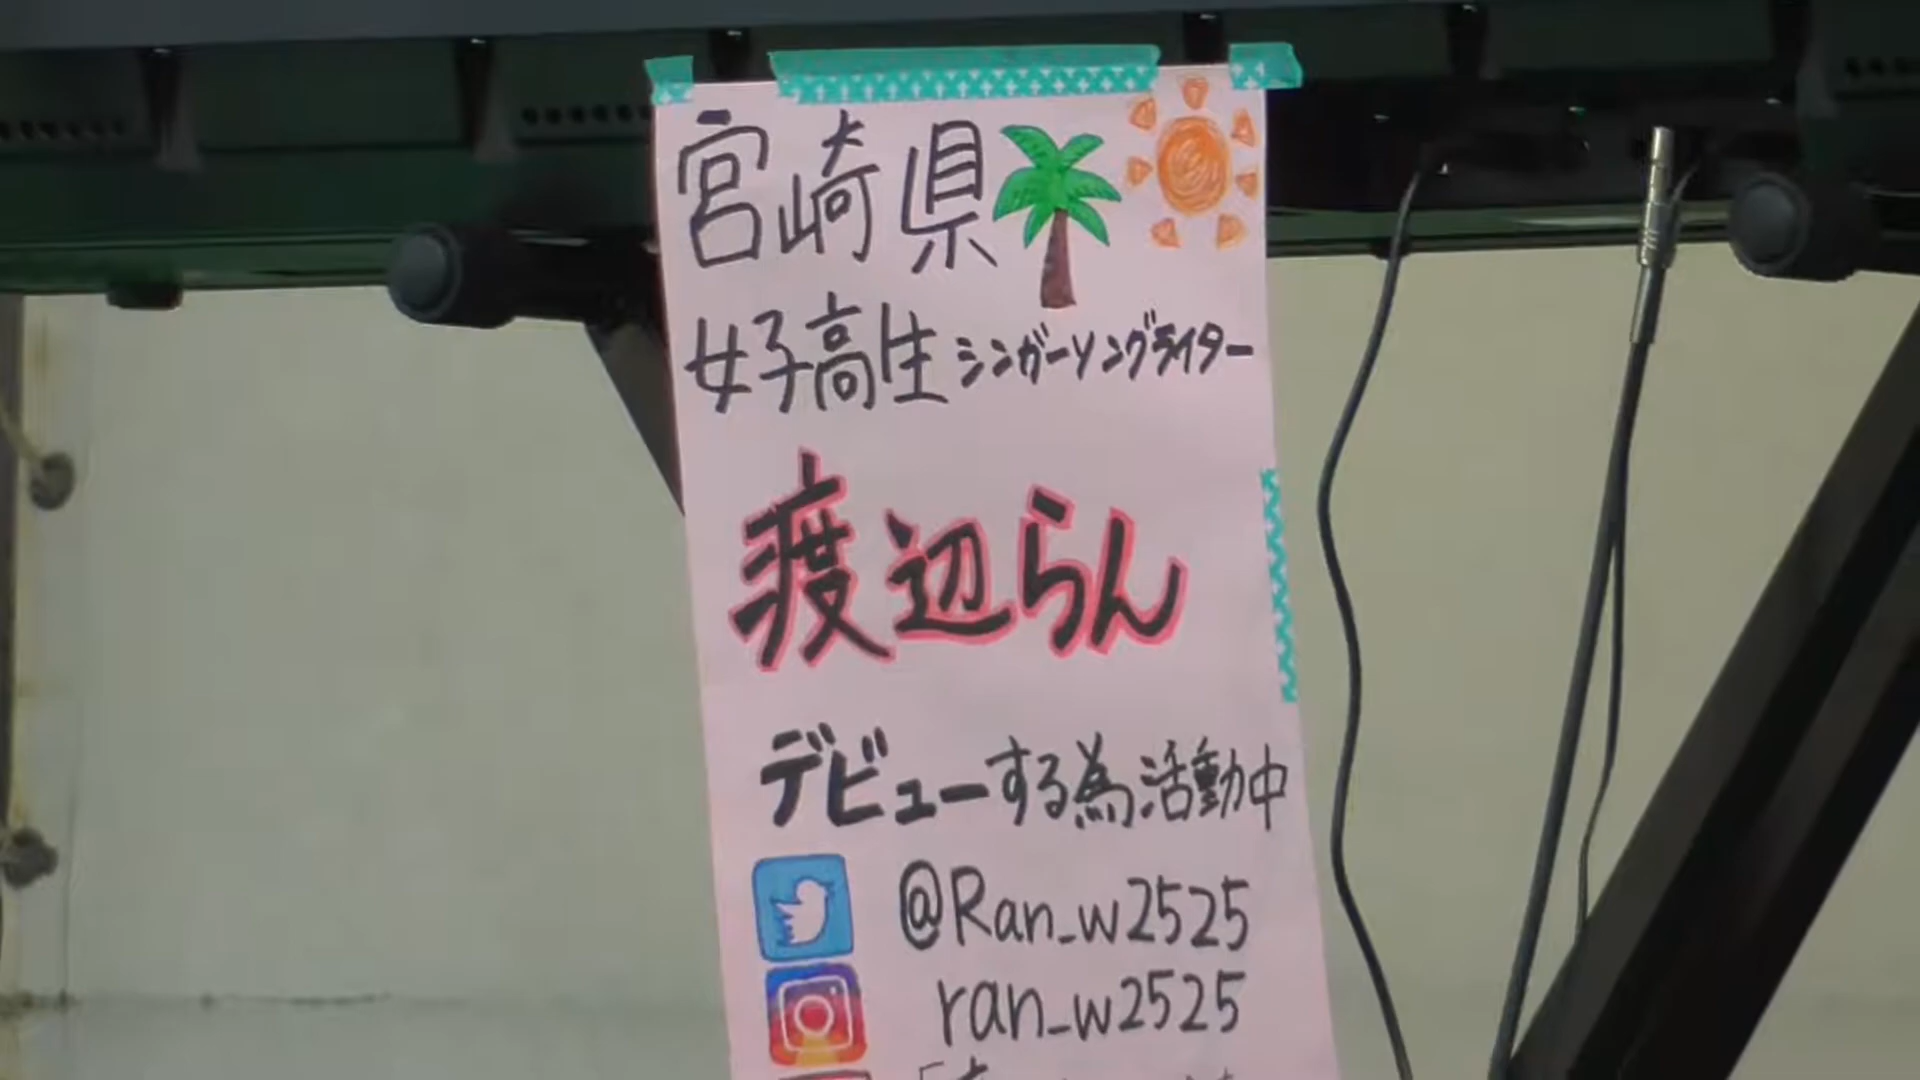 宮崎県
女子高生シンガーソングライター
渡辺らん
デビューする為活動中
@Ran_w2525
ran_w2525